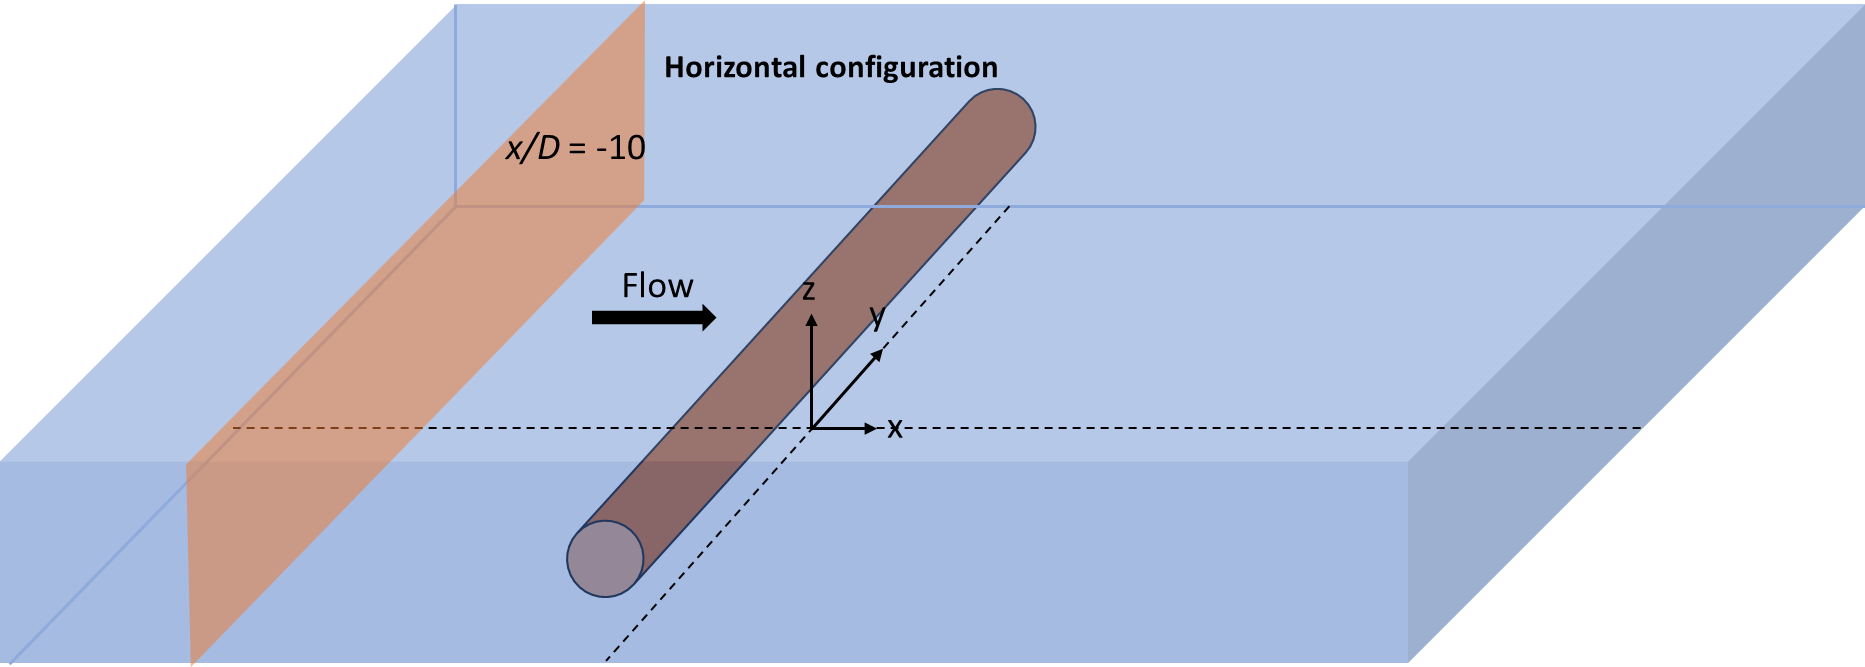 Horizontal configuration
x/D = -10
Flow
z
y
x